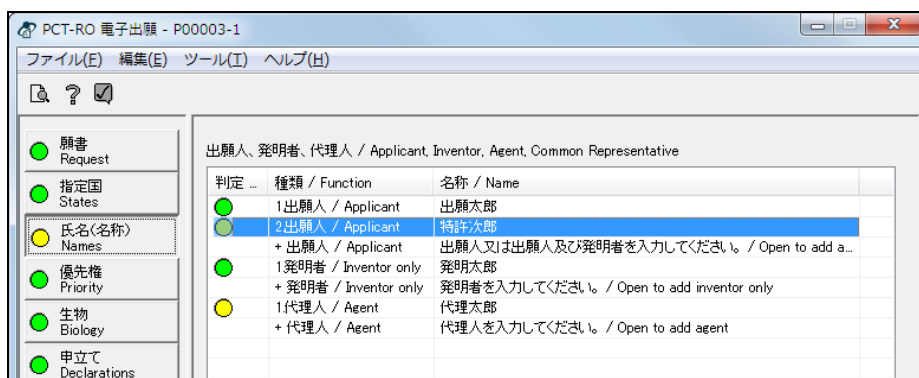 PCT-RO 電子出願 - P00003-1
ファイル(F) 編集(E) ツール(T) ヘルプ(H)
願書
Request
指定国
States
氏名(名称)
Names
優先権
Priority
生物
Biology
申立て
Declarations
出願人、発明者、代理人 / Applicant, Inventor, Agent, Common Representative
判定 ... 種類 / Function 名称 / Name
1出願人 / Applicant 出願太郎
2出願人 / Applicant 特許次郎
+ 出願人 / Applicant 出願人又は出願人及び発明者を入力してください。 / Open to add a...
1発明者 / Inventor only 発明太郎
+ 発明者 / Inventor only 発明者を入力してください。 / Open to add inventor only
1代理人 / Agent 代理太郎
+ 代理人 / Agent 代理人を入力してください。 / Open to add agent